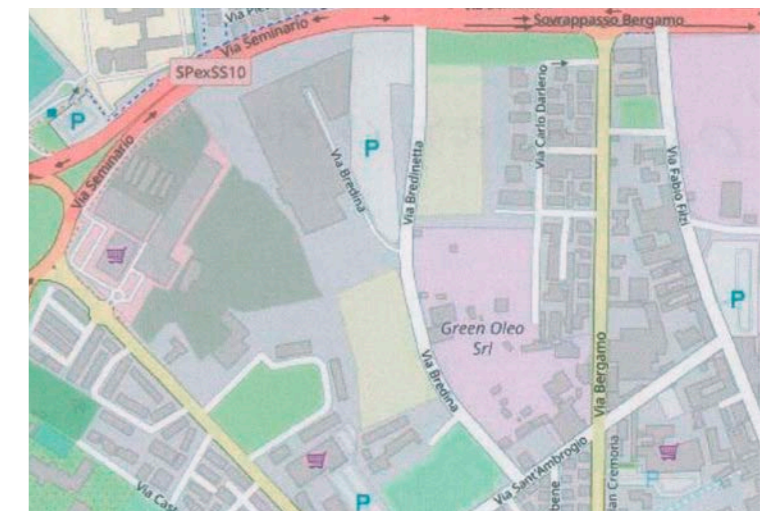 Sovrappasso Bergamo
Via Seminario
SPexSS10
P
P
P
Via Seminario
Via Bredina
Via Bredinetta
Via Carlo Darlerio
Via Fabio Filzi
P
Green Oleo
Srl
Via Bergamo
Via Bredina
Via Sant'Ambrogio
P
P